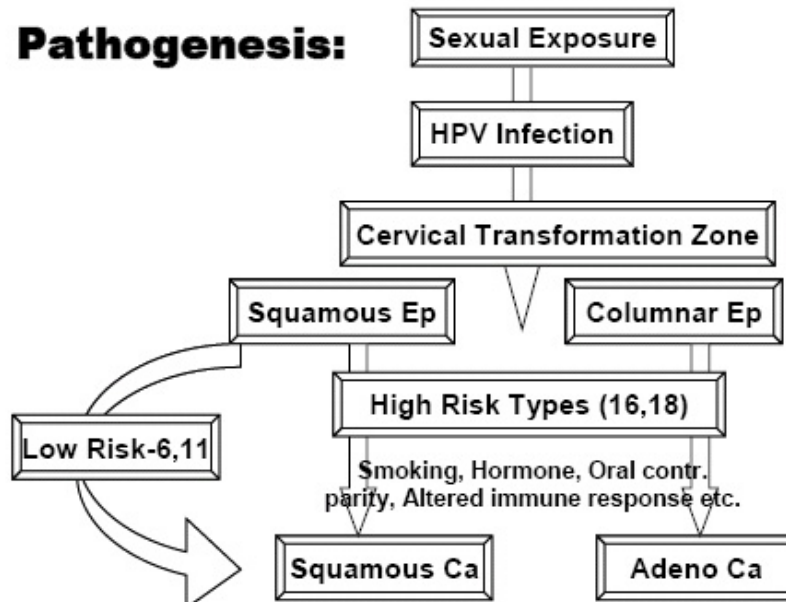 Pathogenesis:
Sexual Exposure
HPV Infection
Cervical Transformation Zone
Squamous Ep
Columnar Ep
High Risk Types (16,18)
Low Risk-6,11
Smoking, Hormone, Oral contr.
parity, Altered immune response etc.
Squamous Ca
Adeno Ca